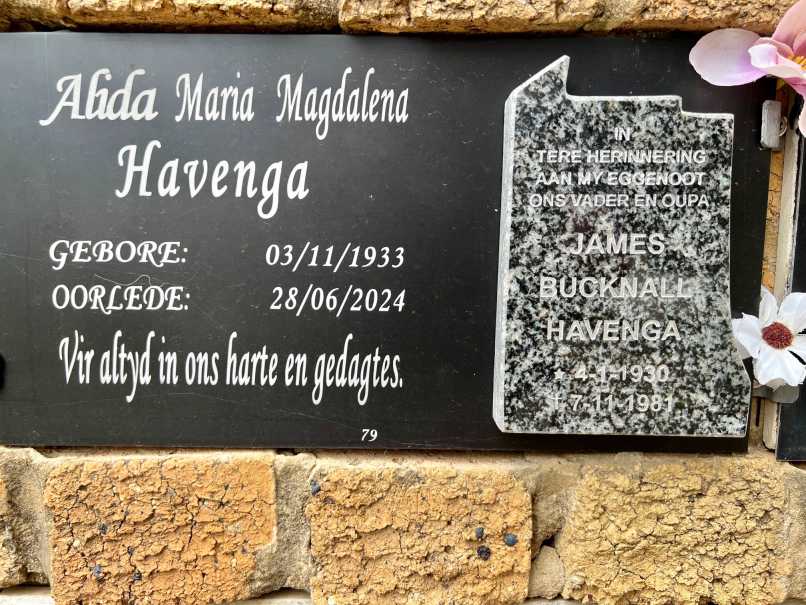 Alida Maria Magdalena
Havenga
GEBORE: 03/11/1933
OORLEDE: 28/06/2024
Vir altyd in ons harte en gedagtes.
79
IN
TERE HERINNERING
AAN MY EGGENOOT
ONS VADER EN OUPA
JAMES
BUCKNALL
HAVENGA
* 4-1-1930
† 7-11-1981